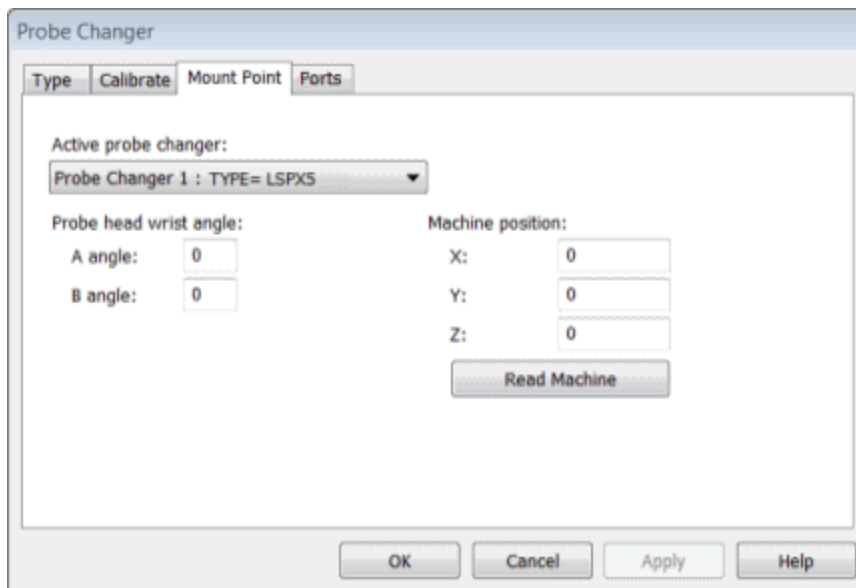 Probe Changer
Type Calibrate Mount Point Ports
Active probe changer:
Probe Changer 1 : TYPE= LSPX5
Probe head wrist angle: Machine position:
A angle: 0 X: 0
B angle: 0 Y: 0
Z: 0
Read Machine
OK Cancel Apply Help